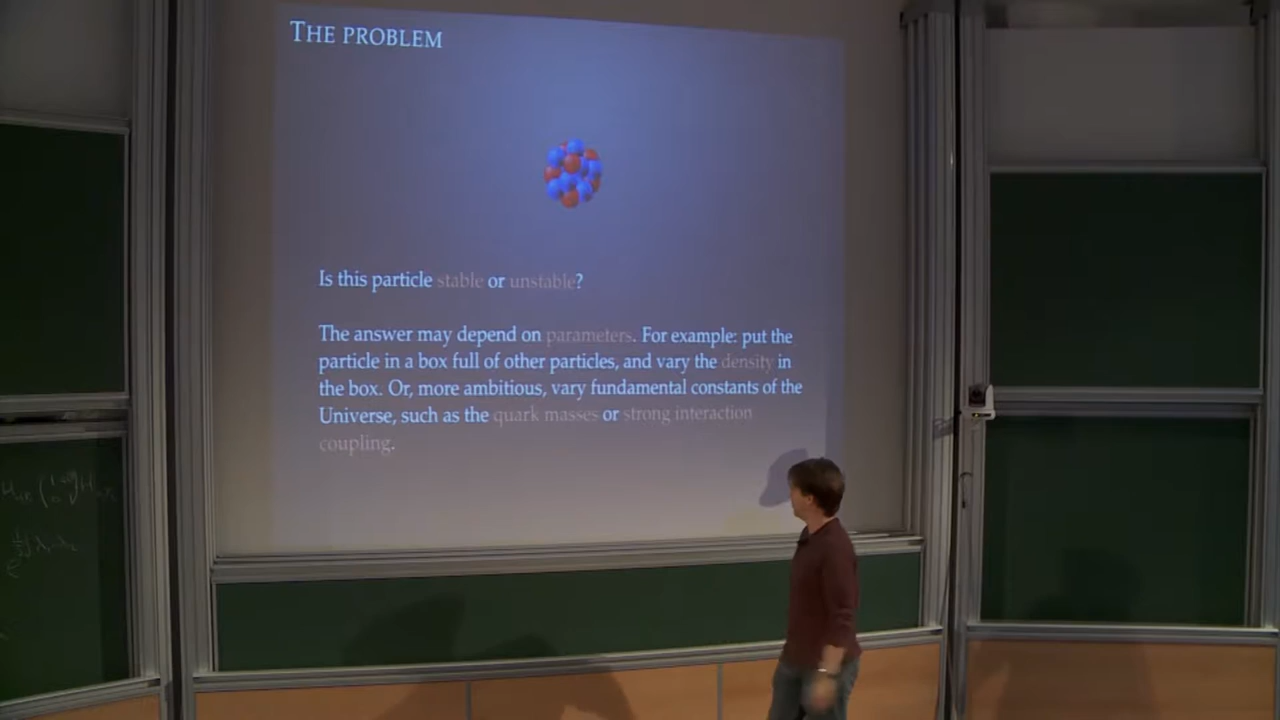 THE PROBLEM
Is this particle stable or unstable?
The answer may depend on parameters. For example: put the
particle in a box full of other particles, and vary the density in
the box. Or, more ambitious, vary fundamental constants of the
Universe, such as the quark masses or strong interaction
coupling.